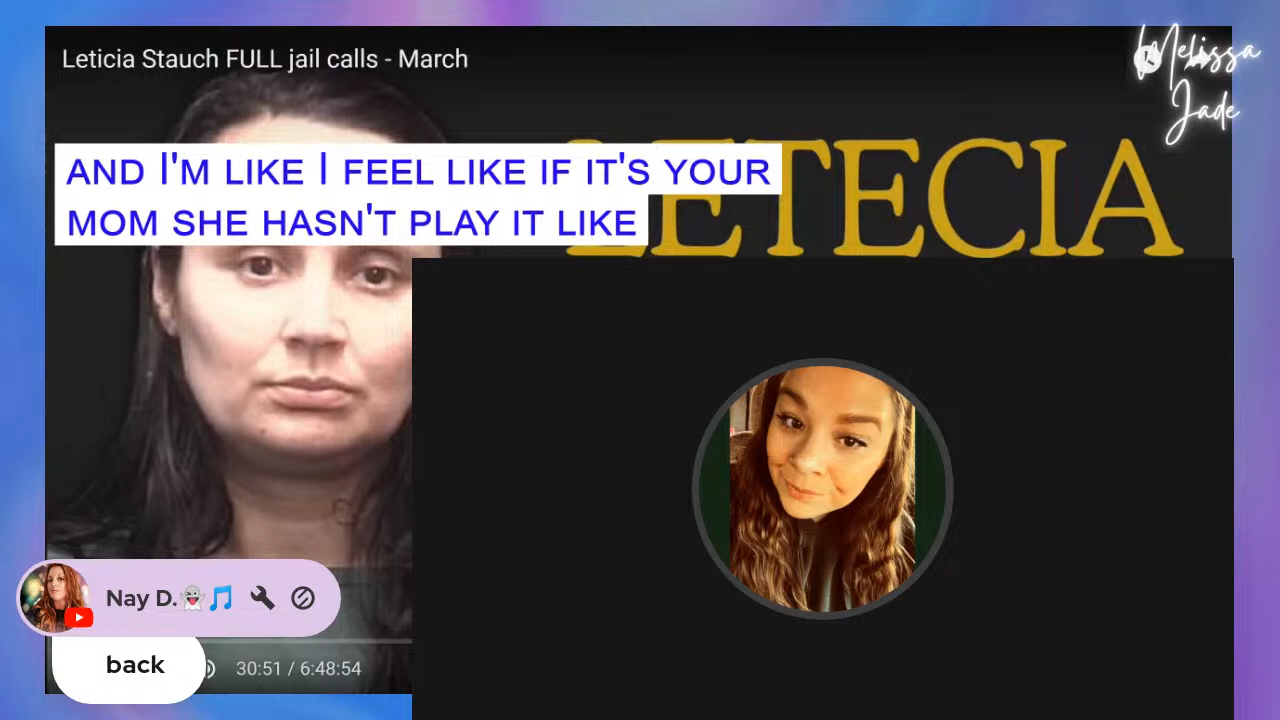 Leticia Stauch FULL jail calls - March
Melissa
Jade
AND I'M LIKE I FEEL LIKE IF IT'S YOUR
MOM SHE HASN'T PLAY IT LIKE
LETECIA
Nay D.👻🎵
back
30:51 / 6:48:54